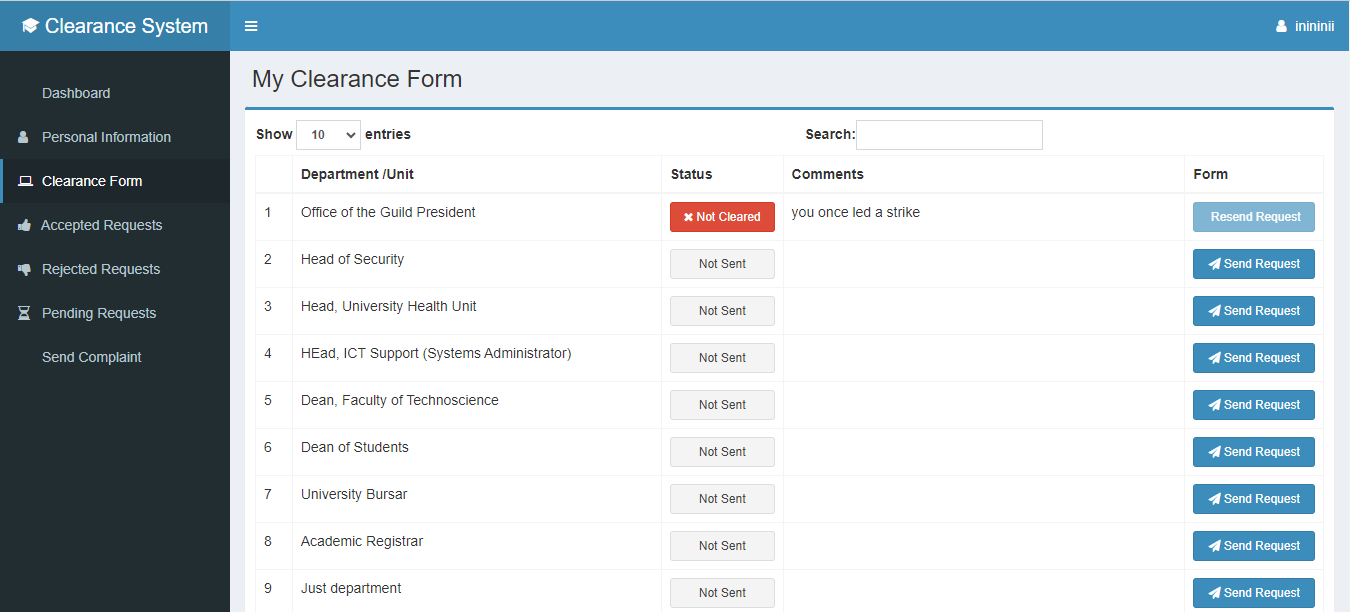 Clearance System
inininii
Dashboard
Personal Information
Clearance Form
Accepted Requests
Rejected Requests
Pending Requests
Send Complaint
My Clearance Form
Show 10 entries
Search:
Department /Unit Status Comments Form
1 Office of the Guild President Not Cleared you once led a strike Resend Request
2 Head of Security Not Sent Send Request
3 Head, University Health Unit Not Sent Send Request
4 HEad, ICT Support (Systems Administrator) Not Sent Send Request
5 Dean, Faculty of Technoscience Not Sent Send Request
6 Dean of Students Not Sent Send Request
7 University Bursar Not Sent Send Request
8 Academic Registrar Not Sent Send Request
9 Just department Not Sent Send Request